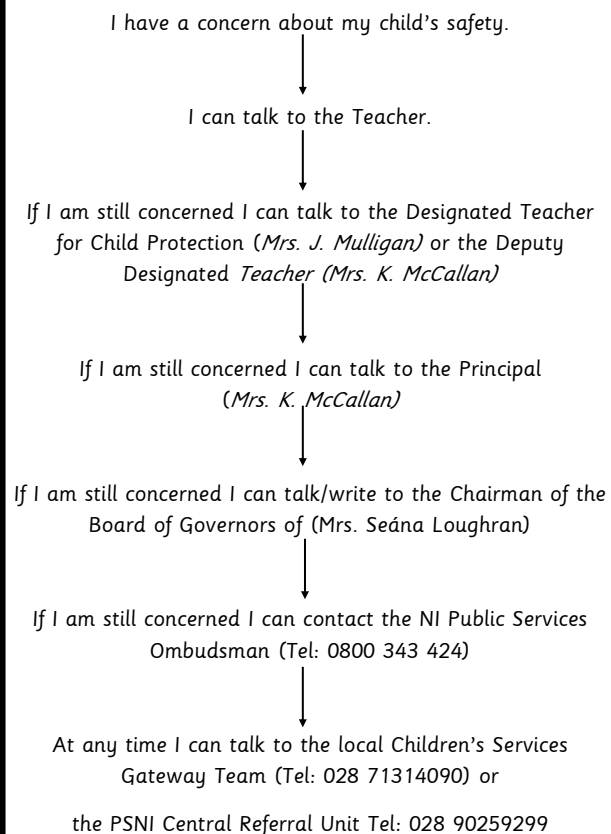 I have a concern about my child's safety.
I can talk to the Teacher.
If I am still concerned I can talk to the Designated Teacher
for Child Protection (Mrs. J. Mulligan) or the Deputy
Designated Teacher (Mrs. K. McCallan)
If I am still concerned I can talk to the Principal
(Mrs. K. McCallan)
If I am still concerned I can talk/write to the Chairman of the
Board of Governors of (Mrs. Seána Loughran)
If I am still concerned I can contact the NI Public Services
Ombudsman (Tel: 0800 343 424)
At any time I can talk to the local Children's Services
Gateway Team (Tel: 028 71314090) or
the PSNI Central Referral Unit Tel: 028 90259299